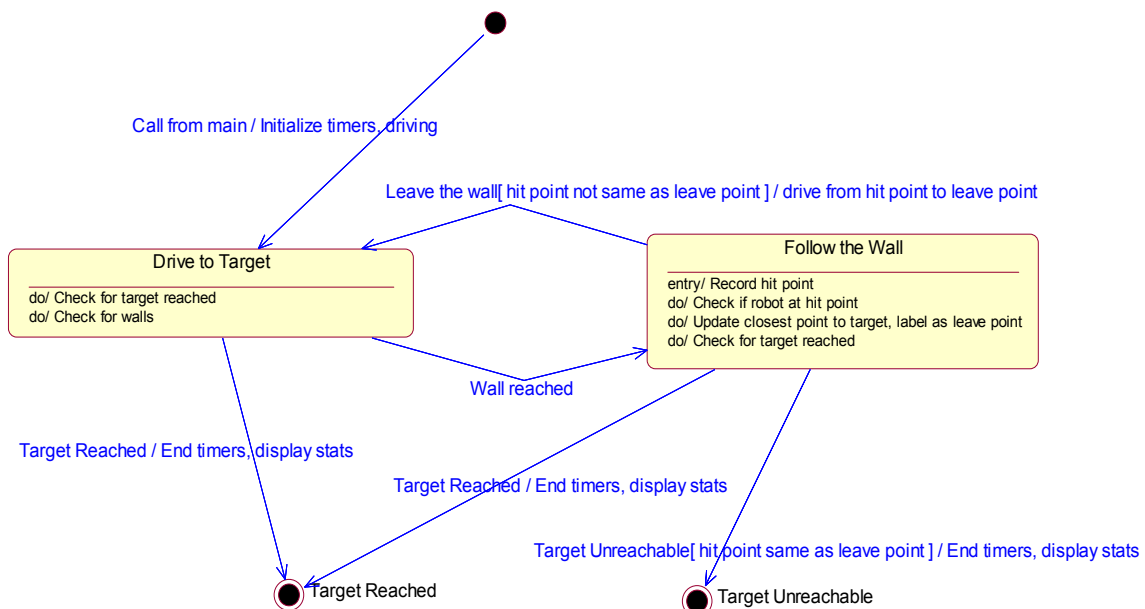 Call from main / Initialize timers, driving
Leave the wall[ hit point not same as leave point ] / drive from hit point to leave point
Drive to Target
do/ Check for target reached
do/ Check for walls
Follow the Wall
entry/ Record hit point
do/ Check if robot at hit point
do/ Update closest point to target, label as leave point
do/ Check for target reached
Wall reached
Target Reached / End timers, display stats
Target Reached / End timers, display stats
Target Unreachable[ hit point same as leave point ] / End timers, display stats
Target Reached
Target Unreachable